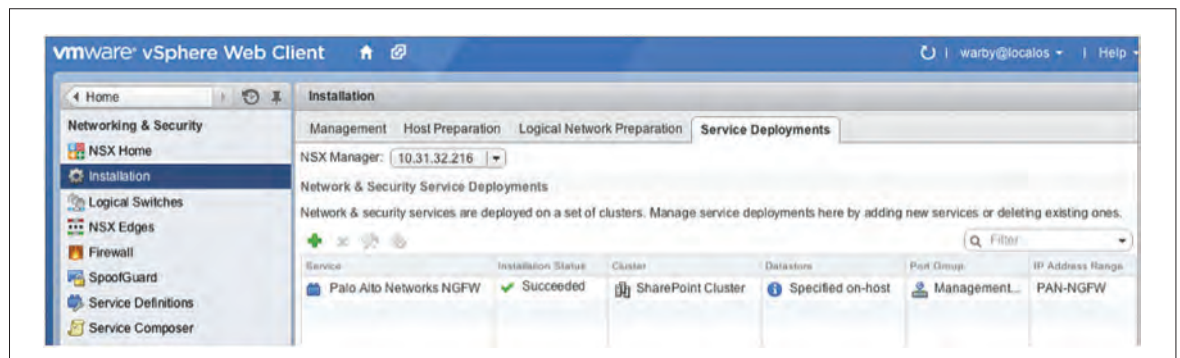 vmware® vSphere Web Client
warby@localos
Help
Home
Installation
Networking & Security
NSX Home
Installation
Logical Switches
NSX Edges
Firewall
SpoofGuard
Service Definitions
Service Composer
Management Host Preparation Logical Network Preparation Service Deployments
NSX Manager: 10.31.32.216
Network & Security Service Deployments
Network & security services are deployed on a set of clusters. Manage service deployments here by adding new services or deleting existing ones.
Filter
Service Installation Status Cluster Datastore Port Group IP Address Range
Palo Alto Networks NGFW Succeeded SharePoint Cluster Specified on-host Management... PAN-NGFW